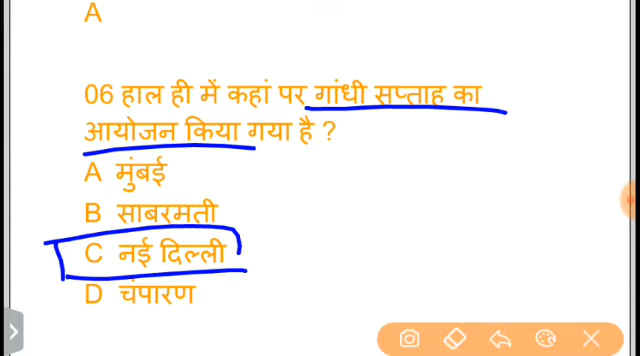 A
06 हाल ही में कहां पर गांधी सप्ताह का
आयोजन किया गया है ?
A मुंबई
B साबरमती
C नई दिल्ली
D चंपारण